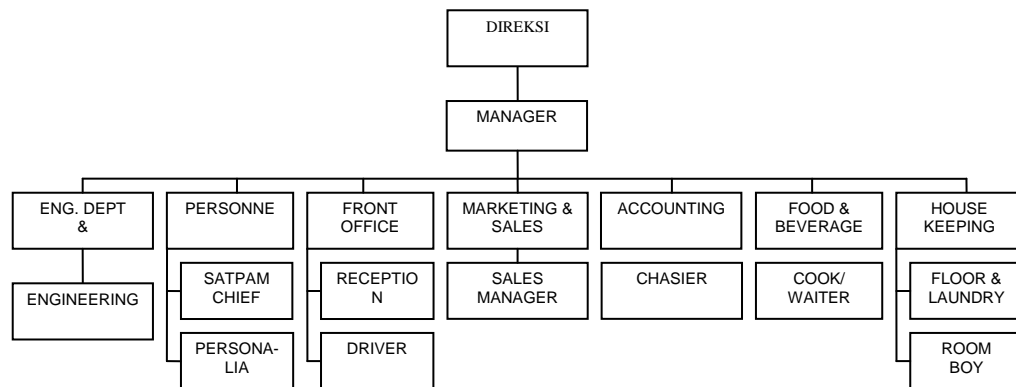 DIREKSI
MANAGER
ENG. DEPT
&
PERSONNE
FRONT
OFFICE
MARKETING &
SALES
ACCOUNTING
FOOD &
BEVERAGE
HOUSE
KEEPING
ENGINEERING
SATPAM
CHIEF
RECEPTIO
N
SALES
MANAGER
CHASIER
COOK/
WAITER
FLOOR &
LAUNDRY
PERSONA-
LIA
DRIVER
ROOM
BOY